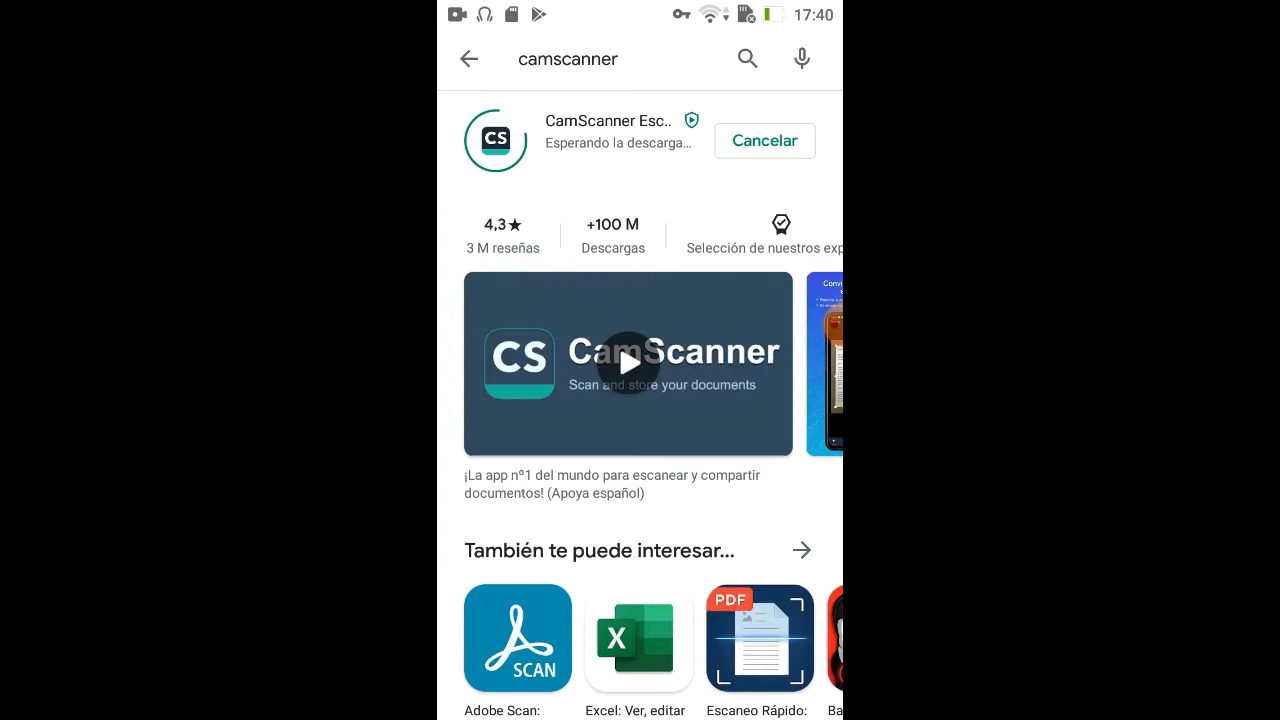 17:40
camscanner
CS
CamScanner Esc..
Esperando la descarga...
Cancelar
4,3★
3 M reseñas
+100 M
Descargas
Selección de nuestros exp
CS
CamScanner
Scan and store your documents
¡La app nº1 del mundo para escanear y compartir
documentos! (Apoya español)
También te puede interesar...
SCAN
X
PDF
Adobe Scan:
Excel: Ver, editar
Escaneo Rápido:
Ba